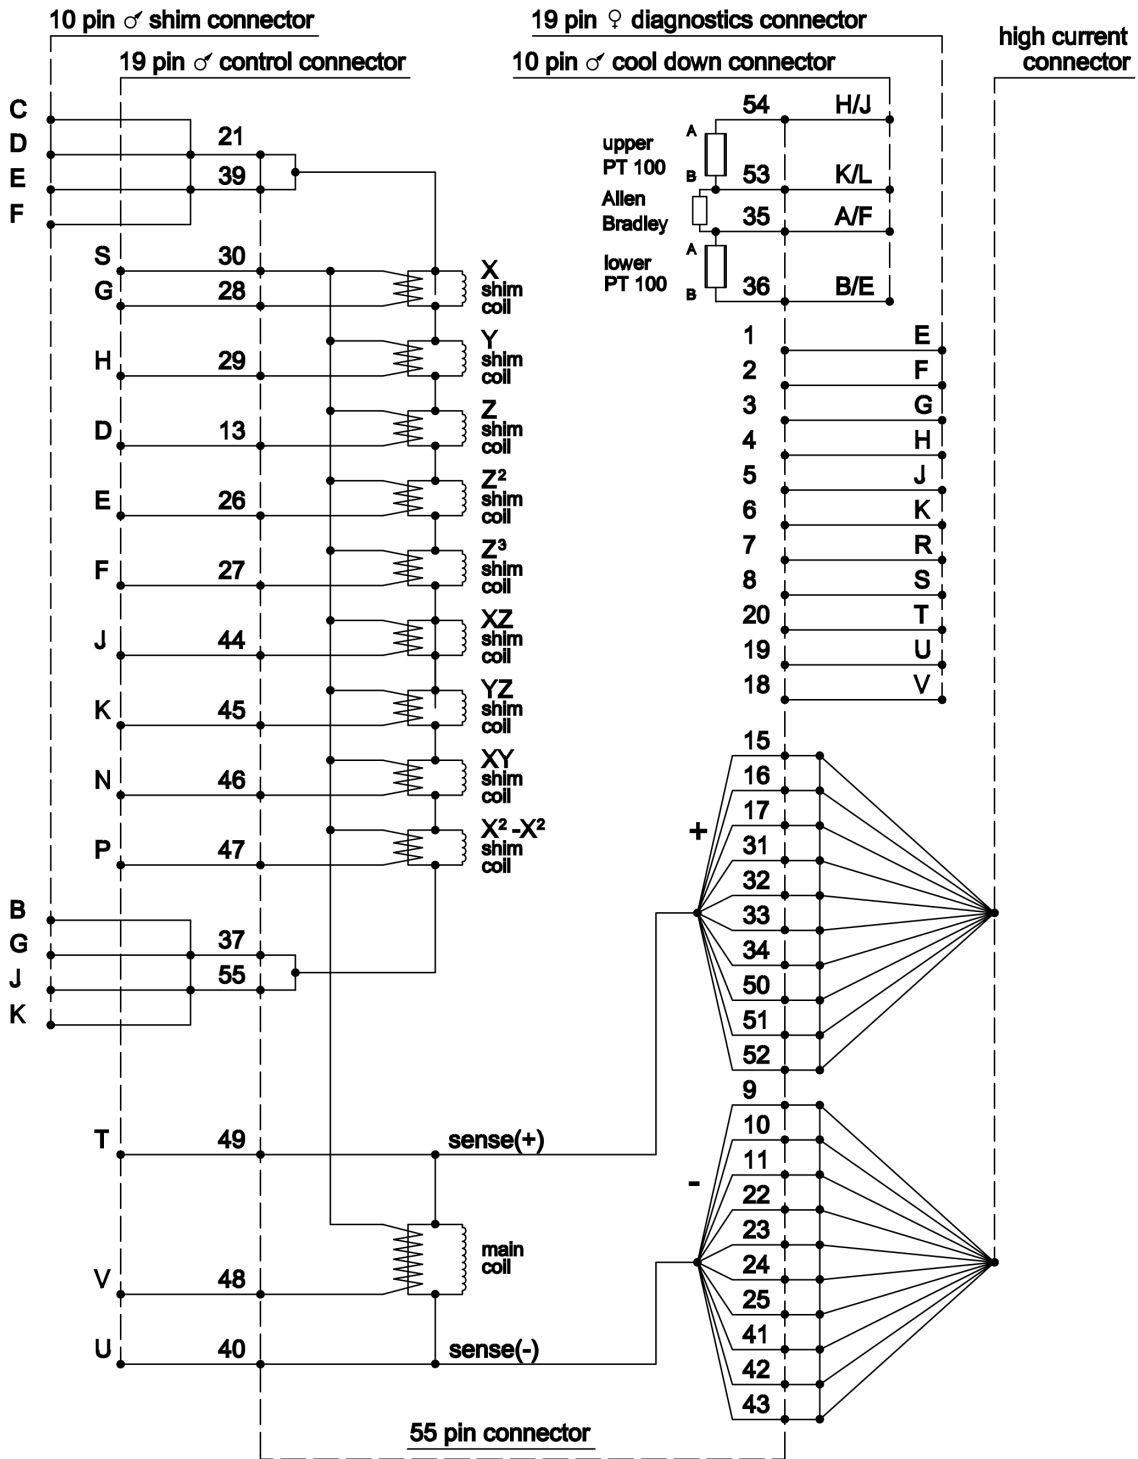 10 pin ♂ shim connector
19 pin ♂ control connector
19 pin ♀ diagnostics connector
10 pin ♂ cool down connector
high current
connector
C
D
E
F
21
39
S
G
30
28
X
shim
coil
H
29
Y
shim
coil
D
13
Z
shim
coil
E
26
Z²
shim
coil
F
27
Z³
shim
coil
J
44
XZ
shim
coil
K
45
YZ
shim
coil
N
46
XY
shim
coil
P
47
X² -X²
shim
coil
B
G
J
K
37
55
T
49
sense(+)
main
coil
V
48
U
40
sense(-)
54 H/J
A
upper
PT 100
B
53 K/L
Allen
Bradley
35 A/F
A
lower
PT 100
B
36 B/E
1 E
2 F
3 G
4 H
5 J
6 K
7 R
8 S
20 T
19 U
18 V
+
15
16
17
31
32
33
34
50
51
52
-
9
10
11
22
23
24
25
41
42
43
55 pin connector